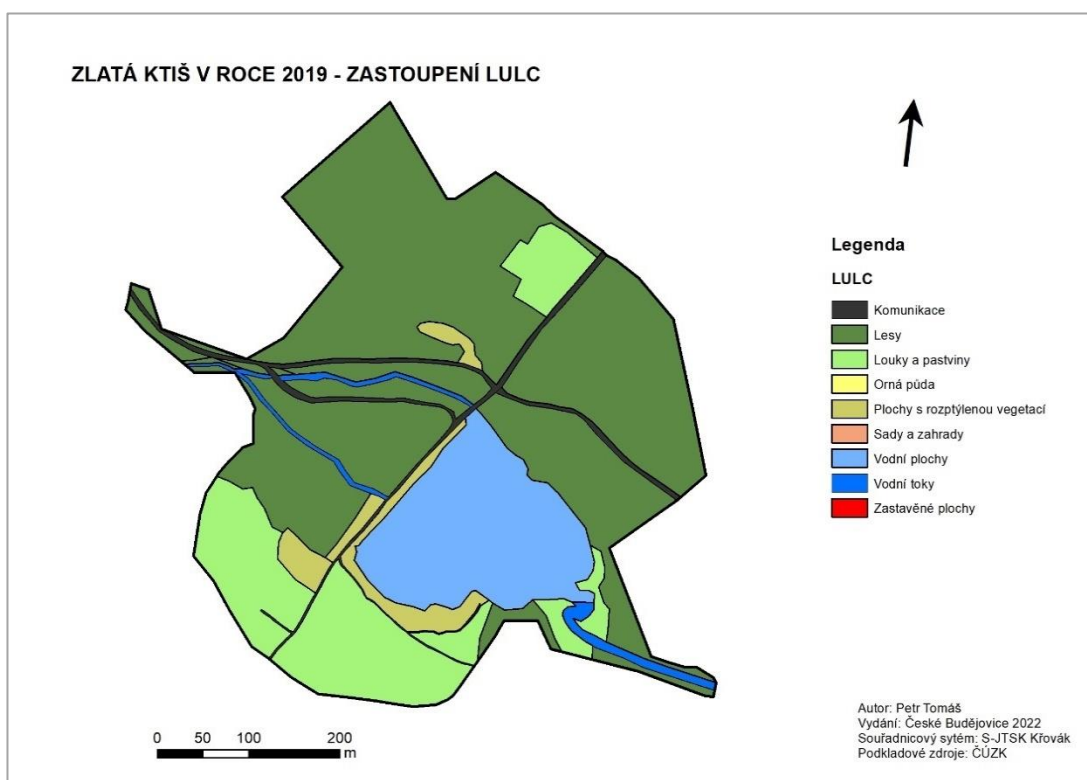 ZLATÁ KTIŠ V ROCE 2019 - ZASTOUPENÍ LULC
Legenda
LULC
Komunikace
Lesy
Louky a pastviny
Orná půda
Plochy s rozptýlenou vegetací
Sady a zahrady
Vodní plochy
Vodní toky
Zastavěné plochy
0 50 100 200
m
Autor: Petr Tomáš
Vydání: České Budějovice 2022
Souřadnicový sytém: S-JTSK Křovák
Podkladové zdroje: ČÚZK